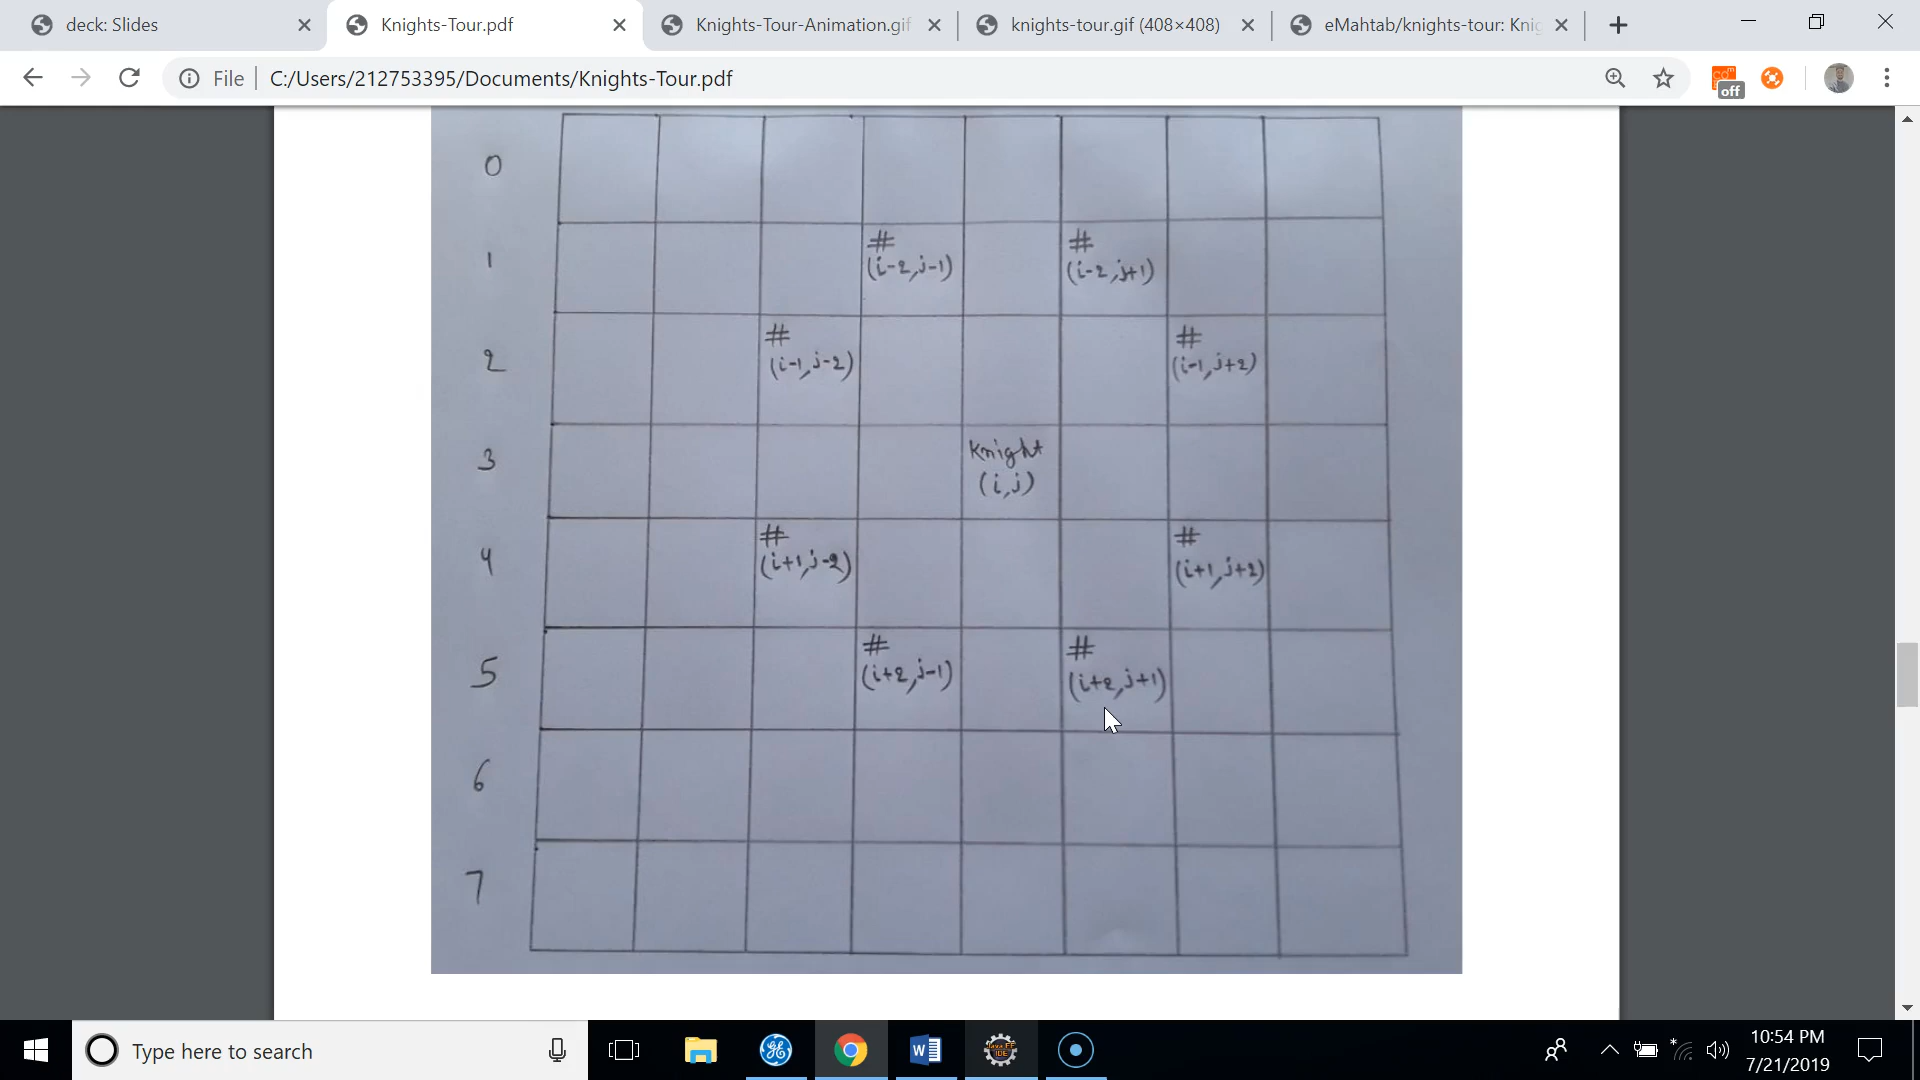 deck: Slides
Knights-Tour.pdf
Knights-Tour-Animation.gif
knights-tour.gif (408×408)
eMahtab/knights-tour: Knig
File
C:/Users/212753395/Documents/Knights-Tour.pdf
off
0
1
# (i-2,j-1)
# (i-2,j+1)
2
# (i-1,j-2)
# (i-1,j+2)
3
Knight
(i,j)
4
# (i+1,j-2)
# (i+1,j+2)
5
# (i+2,j-1)
# (i+2,j+1)
6
7
Type here to search
10:54 PM
7/21/2019